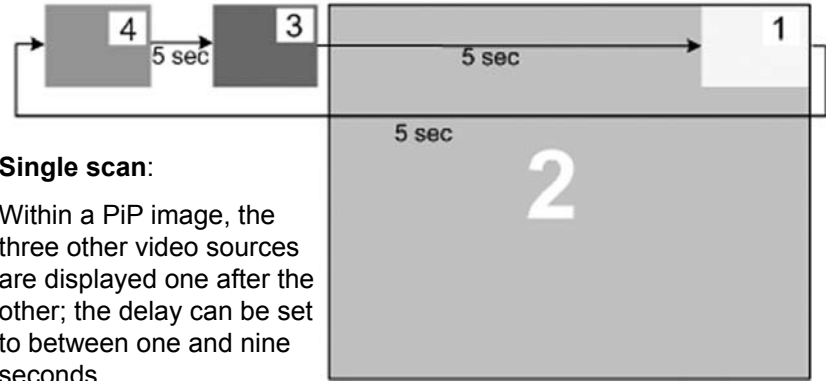 4
3
1
5 sec
5 sec
5 sec
2
Single scan:
Within a PiP image, the
three other video sources
are displayed one after the
other; the delay can be set
to between one and nine
seconds